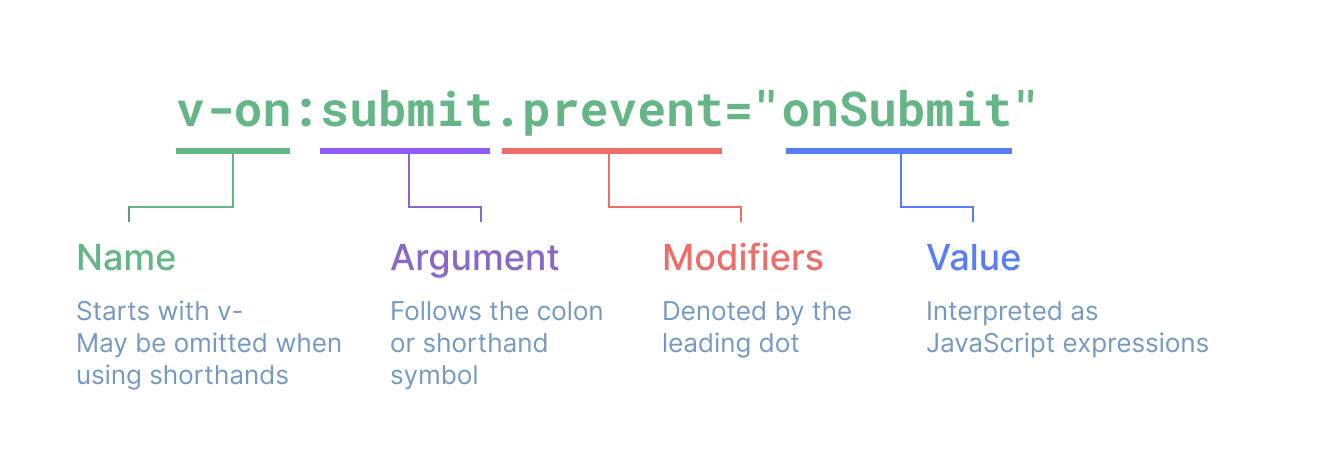 v-on:submit.prevent="onSubmit"
Name
Starts with v-
May be omitted when
using shorthands
Argument
Follows the colon
or shorthand
symbol
Modifiers
Denoted by the
leading dot
Value
Interpreted as
JavaScript expressions